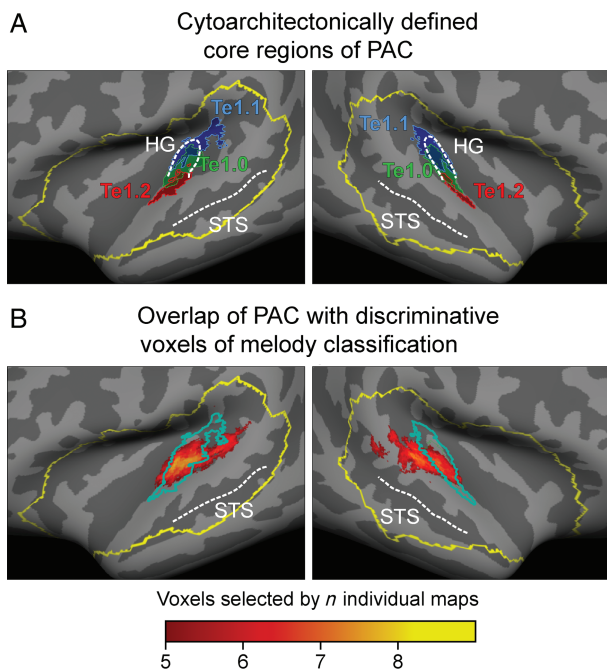 A
Cytoarchitectonically defined
core regions of PAC
Te1.1
HG
Te1.0
Te1.2
STS
Te1.1
HG
Te1.0
Te1.2
STS
B
Overlap of PAC with discriminative
voxels of melody classification
STS
STS
Voxels selected by n individual maps
5 6 7 8